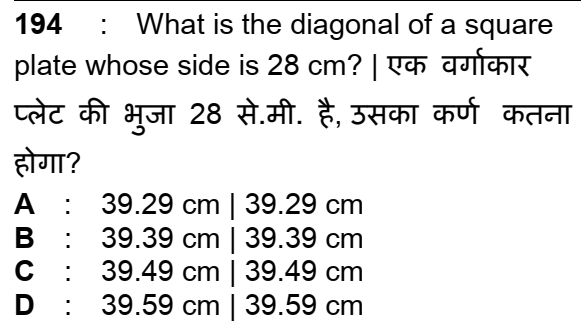 194 : What is the diagonal of a square
plate whose side is 28 cm? | एक वर्गाकार
प्लेट की भुजा 28 से.मी. है, उसका कर्ण कतना
होगा?
A : 39.29 cm | 39.29 cm
B : 39.39 cm | 39.39 cm
C : 39.49 cm | 39.49 cm
D : 39.59 cm | 39.59 cm